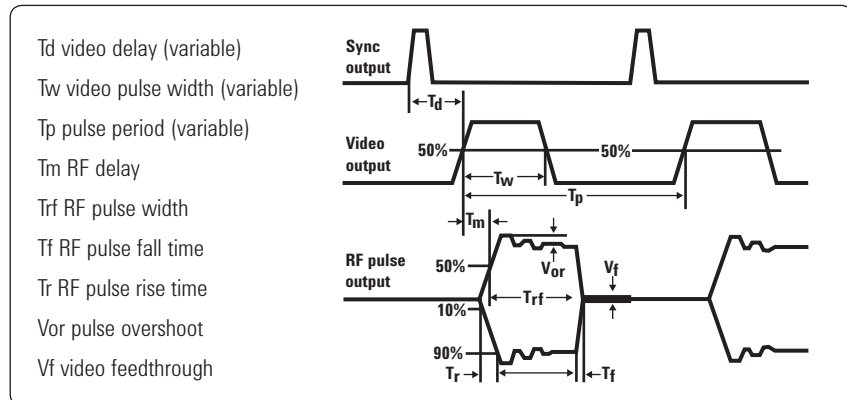 Td video delay (variable)
Tw video pulse width (variable)
Tp pulse period (variable)
Tm RF delay
Trf RF pulse width
Tf RF pulse fall time
Tr RF pulse rise time
Vor pulse overshoot
Vf video feedthrough
Sync
output
Td
Video
output
50%
50%
Tw
Tp
Tm
RF pulse
output
50%
Vor
Vf
Trf
10%
90%
Tr
Tf